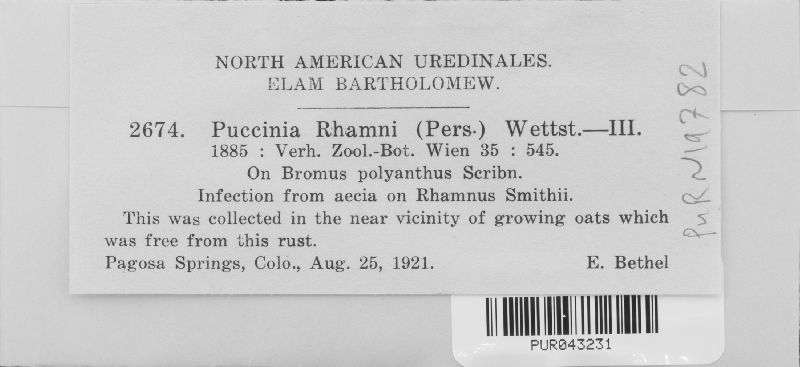 NORTH AMERICAN UREDINALES.
ELAM BARTHOLOMEW.
2674. Puccinia Rhamni (Pers.) Wettst.—III.
1885 : Verh. Zool.-Bot. Wien 35 : 545.
On Bromus polyanthus Scribn.
Infection from aecia on Rhamnus Smithii.
This was collected in the near vicinity of growing oats which
was free from this rust.
Pagosa Springs, Colo., Aug. 25, 1921. E. Bethel
PUR N19782
PUR043231